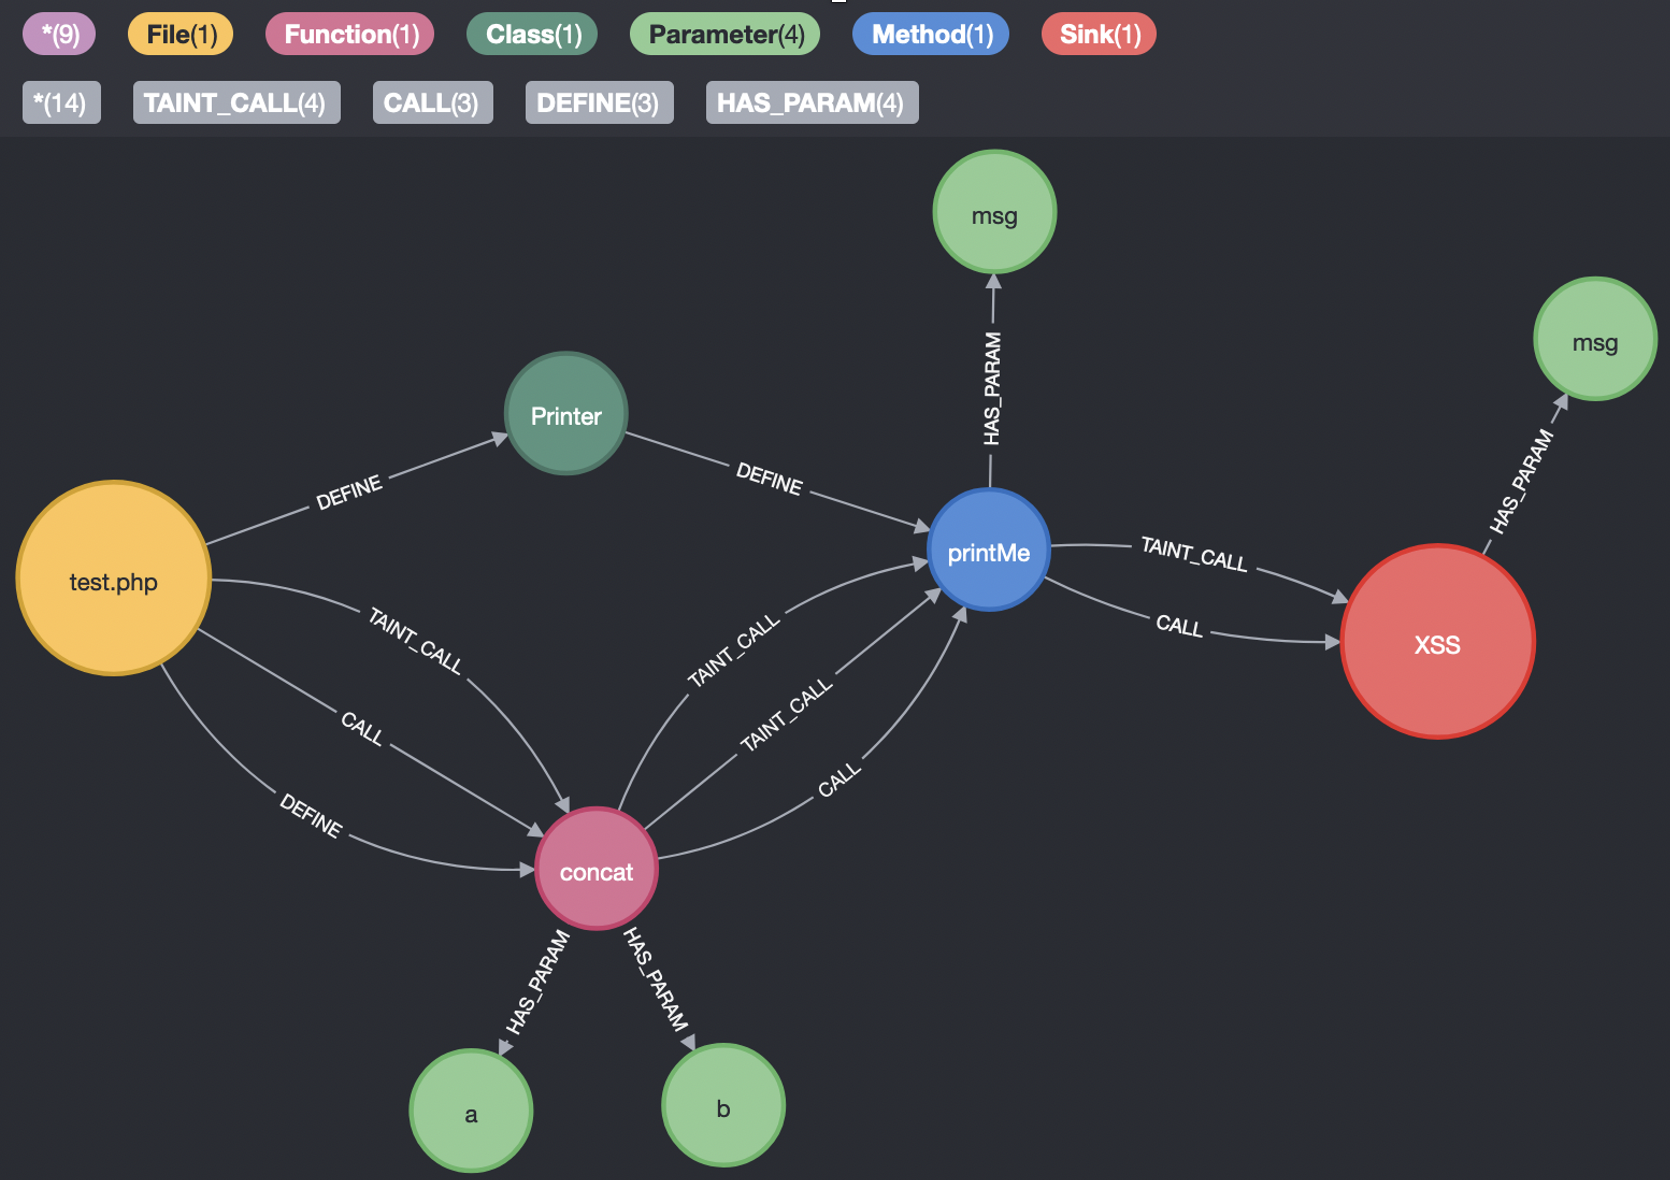 *(9) File(1) Function(1) Class(1) Parameter(4) Method(1) Sink(1)
*(14) TAINT_CALL(4) CALL(3) DEFINE(3) HAS_PARAM(4)
msg
msg
HAS_PARAM
Printer
HAS_PARAM
DEFINE
DEFINE
printMe
TAINT_CALL
test.php
CALL
XSS
TAINT_CALL
TAINT_CALL
TAINT_CALL
CALL
CALL
DEFINE
concat
HAS_PARAM
HAS_PARAM
a
b